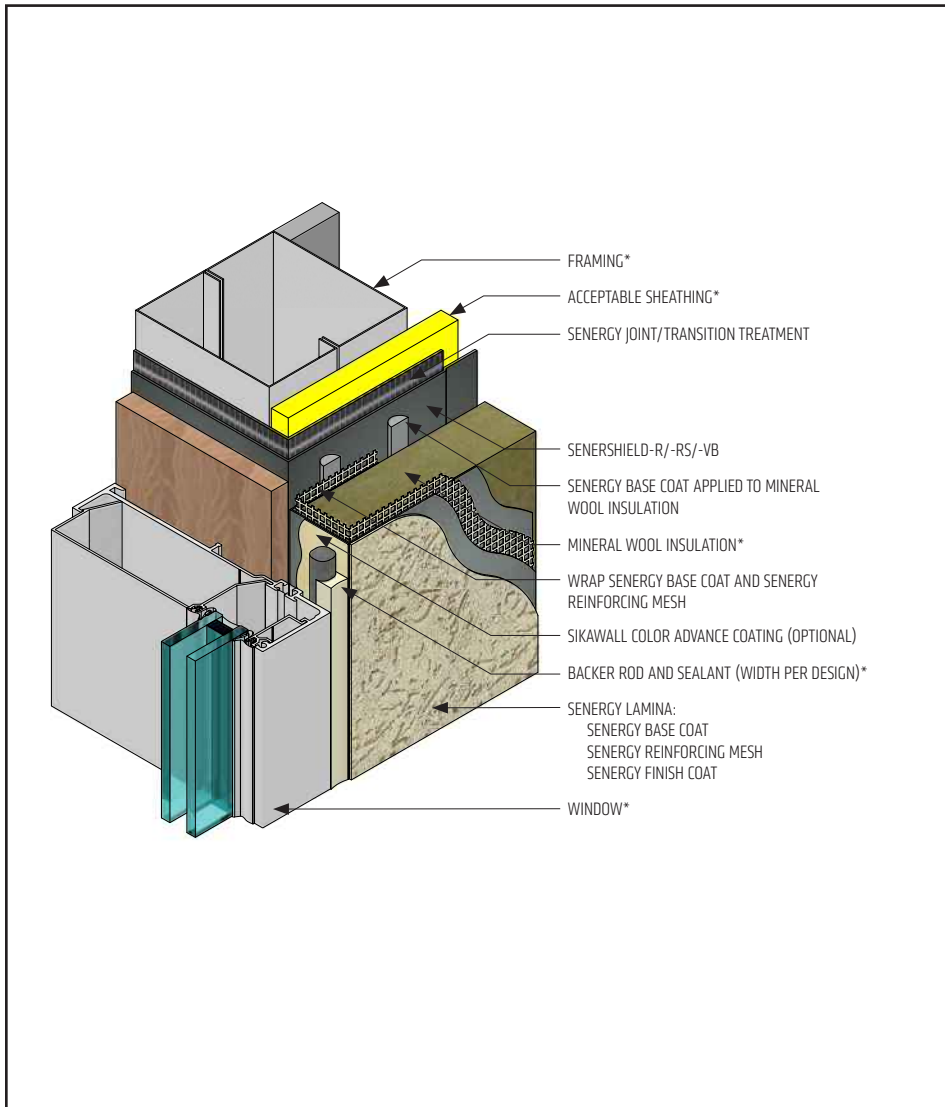 FRAMING*
ACCEPTABLE SHEATHING*
SENERGY JOINT/TRANSITION TREATMENT
SENERSHIELD-R/-RS/-VB
SENERGY BASE COAT APPLIED TO MINERAL
WOOL INSULATION
MINERAL WOOL INSULATION*
WRAP SENERGY BASE COAT AND SENERGY
REINFORCING MESH
SIKAWALL COLOR ADVANCE COATING (OPTIONAL)
BACKER ROD AND SEALANT (WIDTH PER DESIGN)*
SENERGY LAMINA:
SENERGY BASE COAT
SENERGY REINFORCING MESH
SENERGY FINISH COAT
WINDOW*